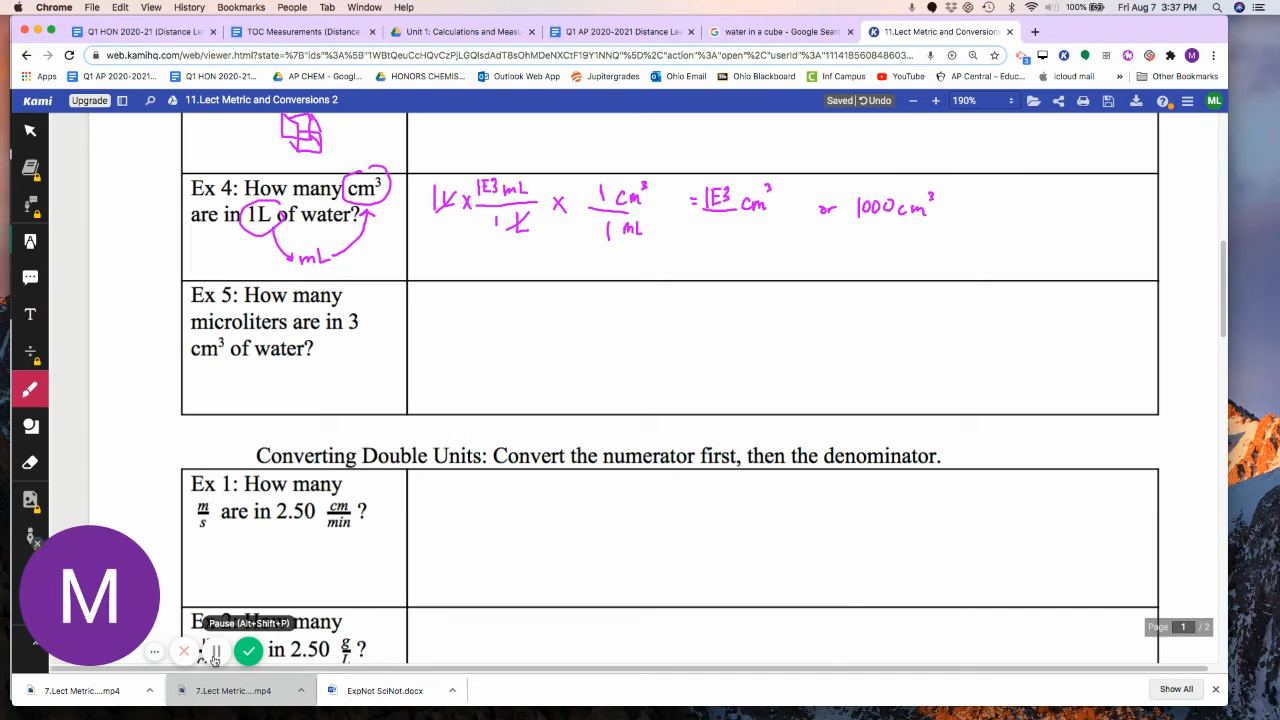 Chrome File Edit View History Bookmarks People Tab Window Help 100% Fri Aug 7 3:37 PM
Q1 HON 2020-21 (Distance Le TOC Measurements (Distance Unit 1: Calculations and Measu Q1 AP 2020-2021 Distance Lea water in a cube - Google Sear 11.Lect Metric and Conversions
Apps Q1 AP 2020-2021... Q1 HON 2020-21... AP CHEM - Googl... HONORS CHEMIS... Outlook Web App Jupitergrades Ohio Email Ohio Blackboard Inf Campus YouTube AP Central – Educ... icloud mail » Other Bookmarks
Kami Upgrade 11.Lect Metric and Conversions 2 Saved Undo 190% ML
Ex 4: How many cm³
are in 1L of water?
mL
1L x 1E3 mL / 1 L x 1 cm³ / 1 mL = 1E3 cm³ or 1000 cm³
Ex 5: How many
microliters are in 3
cm³ of water?
Converting Double Units: Convert the numerator first, then the denominator.
Ex 1: How many
m/s are in 2.50 cm/min ?
M
Pause (Alt+Shift+P)
many
in 2.50 g/L ?
Page 1 / 2
7.Lect Metric....mp4 7.Lect Metric....mp4 ExpNot SciNot.docx Show All